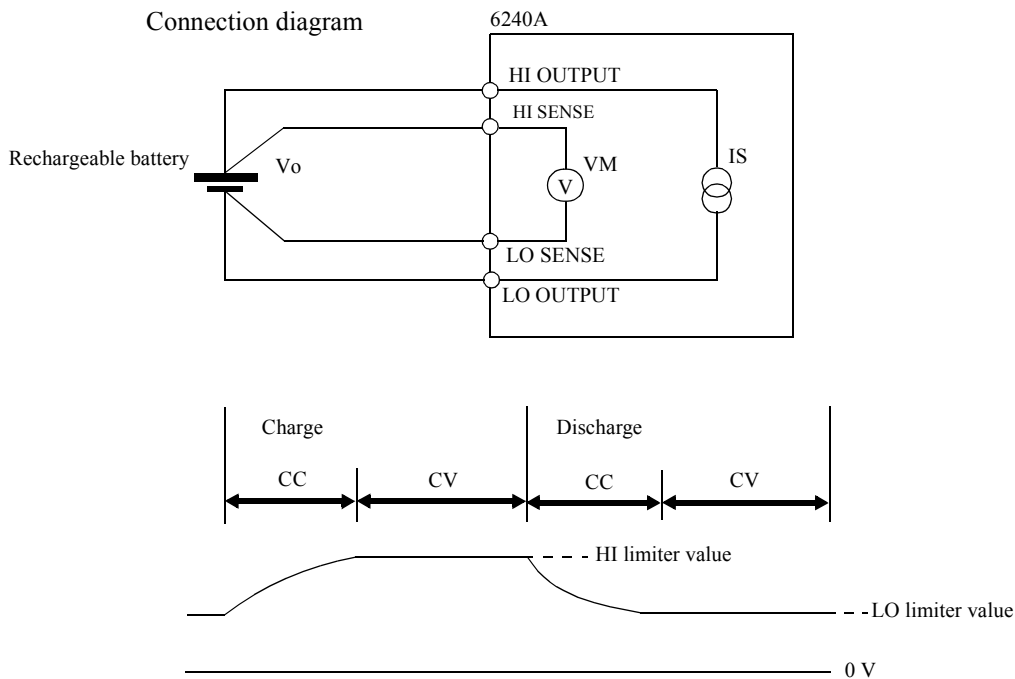 Connection diagram
6240A
HI OUTPUT
HI SENSE
Rechargeable battery
Vo
VM
V
IS
LO SENSE
LO OUTPUT
Charge
Discharge
CC
CV
CC
CV
HI limiter value
LO limiter value
0 V